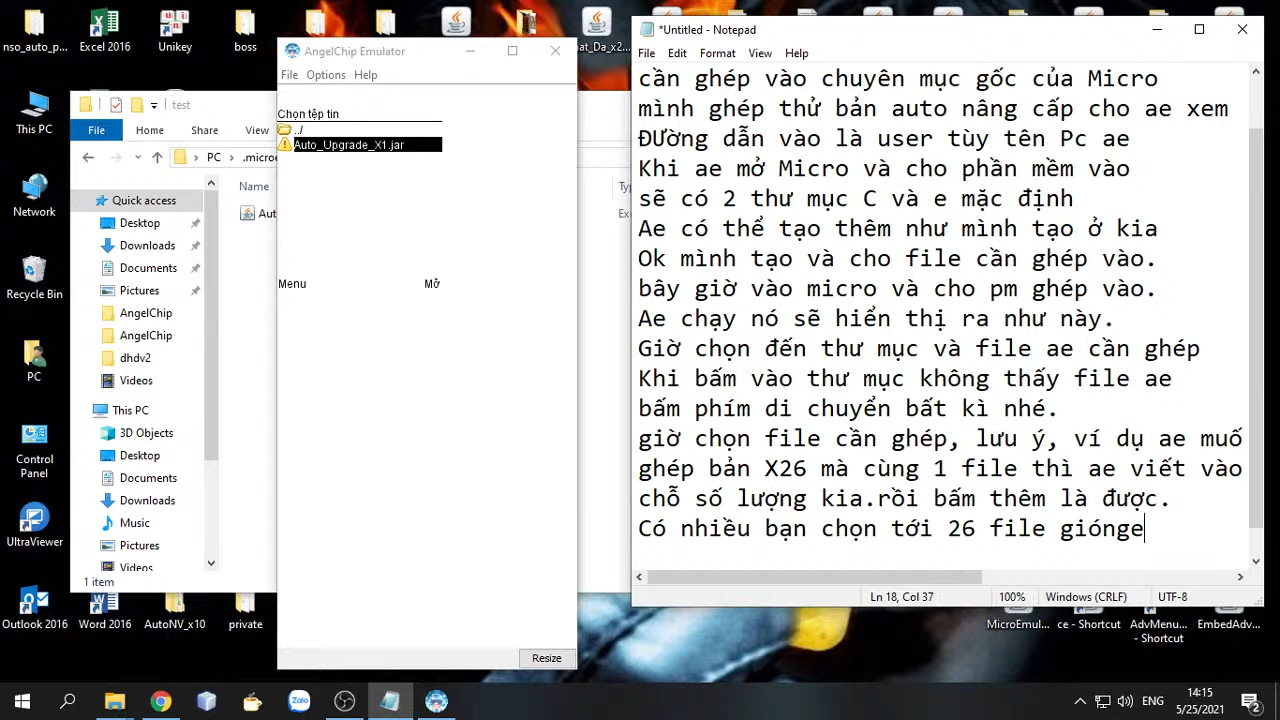 nso_auto_p...
Excel 2016
Unikey
boss
This PC
Network
Recycle Bin
PC
Control
Panel
UltraViewer
Outlook 2016
Word 2016
AutoNV_x10
private
test
File
Home
Share
View
PC
Name
Aut
1 item
Quick access
Desktop
Downloads
Documents
Pictures
AngelChip
AngelChip
dhdv2
Videos
This PC
3D Objects
Desktop
Documents
Downloads
Music
Pictures
Videos
AngelChip Emulator
File Options Help
Chọn tệp tin
../
Auto_Upgrade_X1.jar
Menu
Mở
Resize
*Untitled - Notepad
File Edit Format View Help
cần ghép vào chuyên mục gốc của Micro
mình ghép thử bản auto nâng cấp cho ae xem
ĐƯờng dẫn vào là user tùy tên Pc ae
Khi ae mở Micro và cho phần mềm vào
sẽ có 2 thư mục C và e mặc định
Ae có thể tạo thêm như mình tạo ở kia
Ok mình tạo và cho file cần ghép vào.
bây giờ vào micro và cho pm ghép vào.
Ae chạy nó sẽ hiển thị ra như này.
Giờ chọn đến thư mục và file ae cần ghép
Khi bấm vào thư mục không thấy file ae
bấm phím di chuyển bất kì nhé.
giờ chọn file cần ghép, lưu ý, ví dụ ae muố
ghép bản X26 mà cùng 1 file thì ae viết vào
chỗ số lượng kia.rồi bấm thêm là được.
Có nhiều bạn chọn tới 26 file giónge
Ln 18, Col 37
100%
Windows (CRLF)
UTF-8
MicroEmul...
ce - Shortcut
AdvMenu...
- Shortcut
EmbedAdv...
Zalo
ENG
14:15
5/25/2021
2